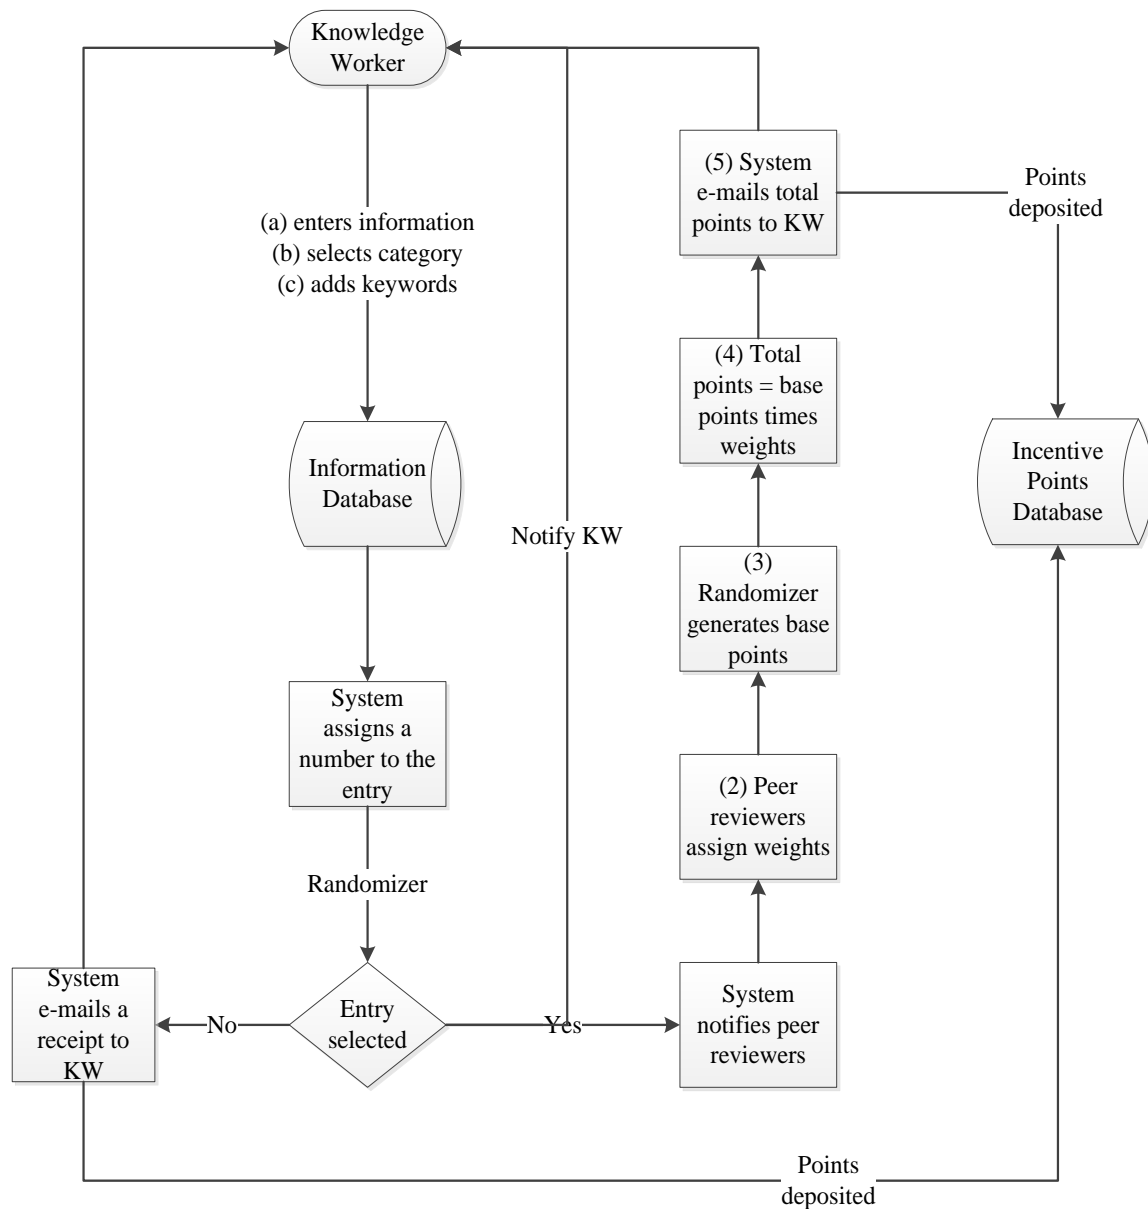 Knowledge
Worker
(a) enters information
(b) selects category
(c) adds keywords
Information
Database
System
assigns a
number to the
entry
Randomizer
Entry
selected
No
System
e-mails a
receipt to
KW
Yes
Notify KW
System
notifies peer
reviewers
(2) Peer
reviewers
assign weights
(3)
Randomizer
generates base
points
(4) Total
points = base
points times
weights
(5) System
e-mails total
points to KW
Points
deposited
Incentive
Points
Database
Points
deposited